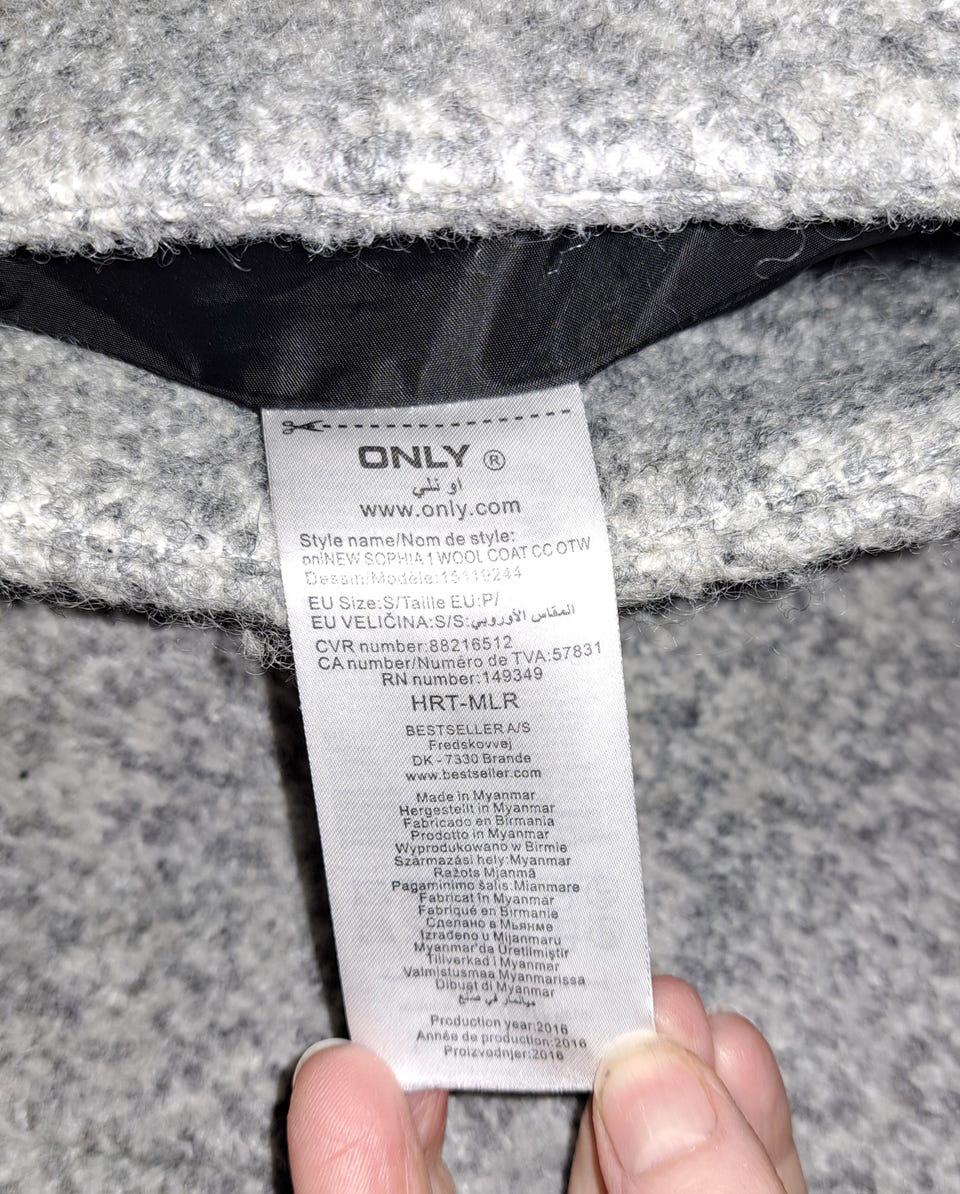 ONLY ®
اونلي
www.only.com
Style name/Nom de style:
onlNEW SOPHIA 1 WOOL COAT CC OTW
Dessin/Modèle:15119244
EU Size:S/Taille EU:P/
EU VELIČINA:S/S:المقاس الأوروبي
CVR number:88216512
CA number/Numéro de TVA:57831
RN number:149349
HRT-MLR
BESTSELLER A/S
Fredskovvej
DK - 7330 Brande
www.bestseller.com
Made in Myanmar
Hergestellt in Myanmar
Fabricado en Birmania
Prodotto in Myanmar
Wyprodukowano w Birmie
Származási hely:Myanmar
Ražots Mjanmā
Pagaminimo šalis:Mianmare
Fabricat în Myanmar
Fabriqué en Birmanie
Сделано в Мьянме
Izrađeno u Mijanmaru
Myanmar'da Üretilmiştir
Tillverkad i Myanmar
Valmistusmaa Myanmarissa
Dibuat di Myanmar
ميانمار في صنع
Production year:2016
Année de production:2016
Proizvodnjer:2016